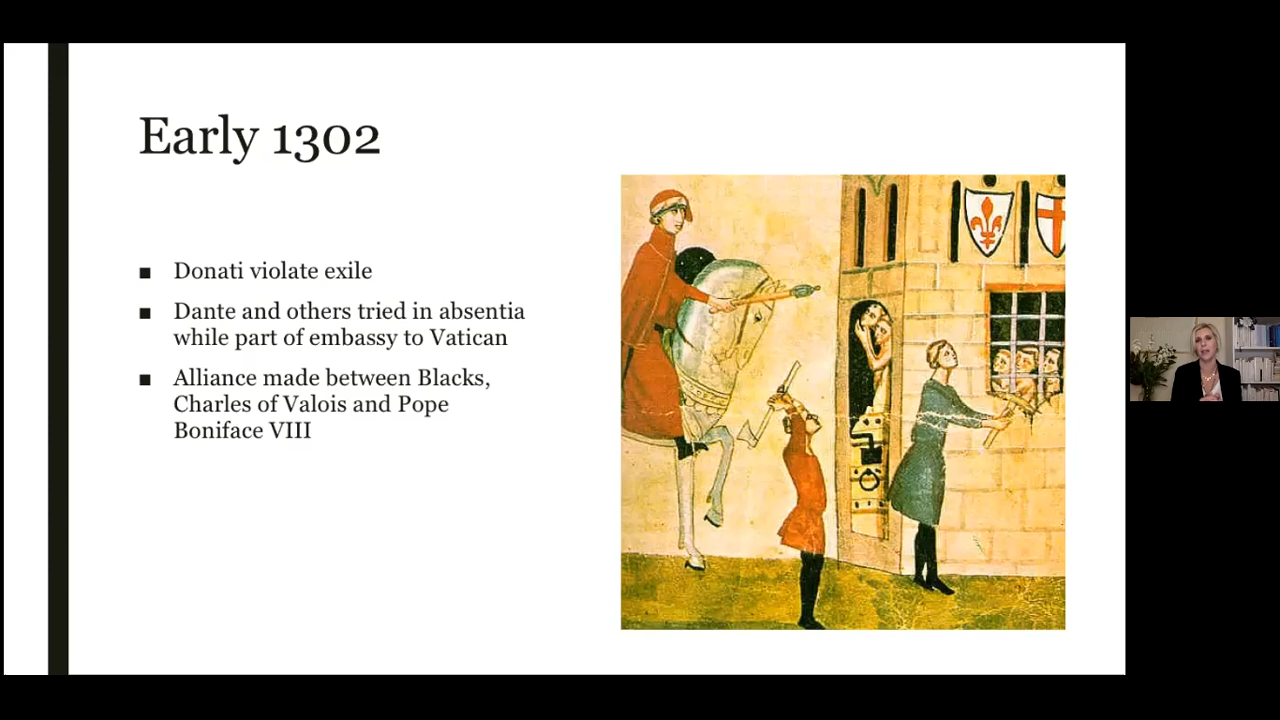 Early 1302
■ Donati violate exile
■ Dante and others tried in absentia
while part of embassy to Vatican
■ Alliance made between Blacks,
Charles of Valois and Pope
Boniface VIII